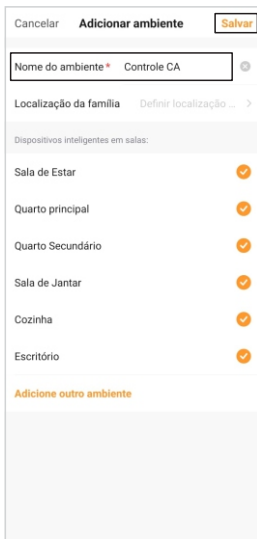 Cancelar Adicionar ambiente Salvar
Nome do ambiente* Controle CA
Localização da família Definir localização ...
Dispositivos inteligentes em salas:
Sala de Estar
Quarto principal
Quarto Secundário
Sala de Jantar
Cozinha
Escritório
Adicione outro ambiente